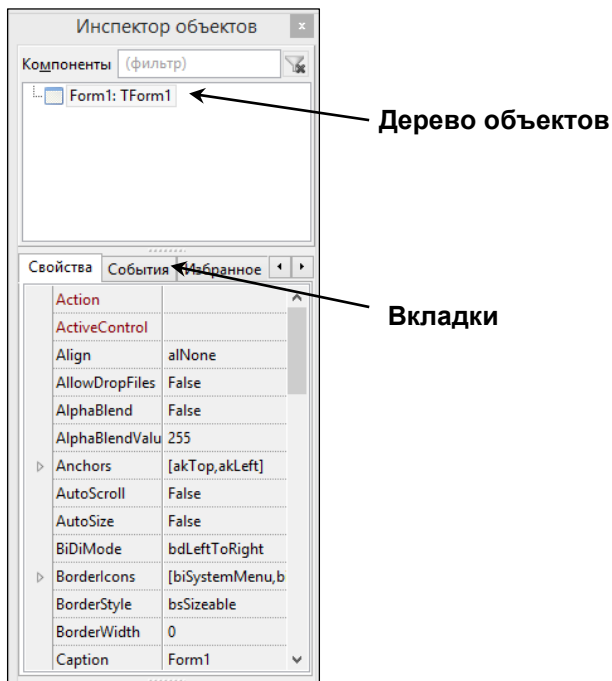 Инспектор объектов x
Компоненты (фильтр)
Form1: TForm1
Дерево объектов
Свойства События Избранное
Вкладки
Action
ActiveControl
Align alNone
AllowDropFiles False
AlphaBlend False
AlphaBlendValu 255
Anchors [akTop,akLeft]
AutoScroll False
AutoSize False
BiDiMode bdLeftToRight
BorderIcons [biSystemMenu,b
BorderStyle bsSizeable
BorderWidth 0
Caption Form1